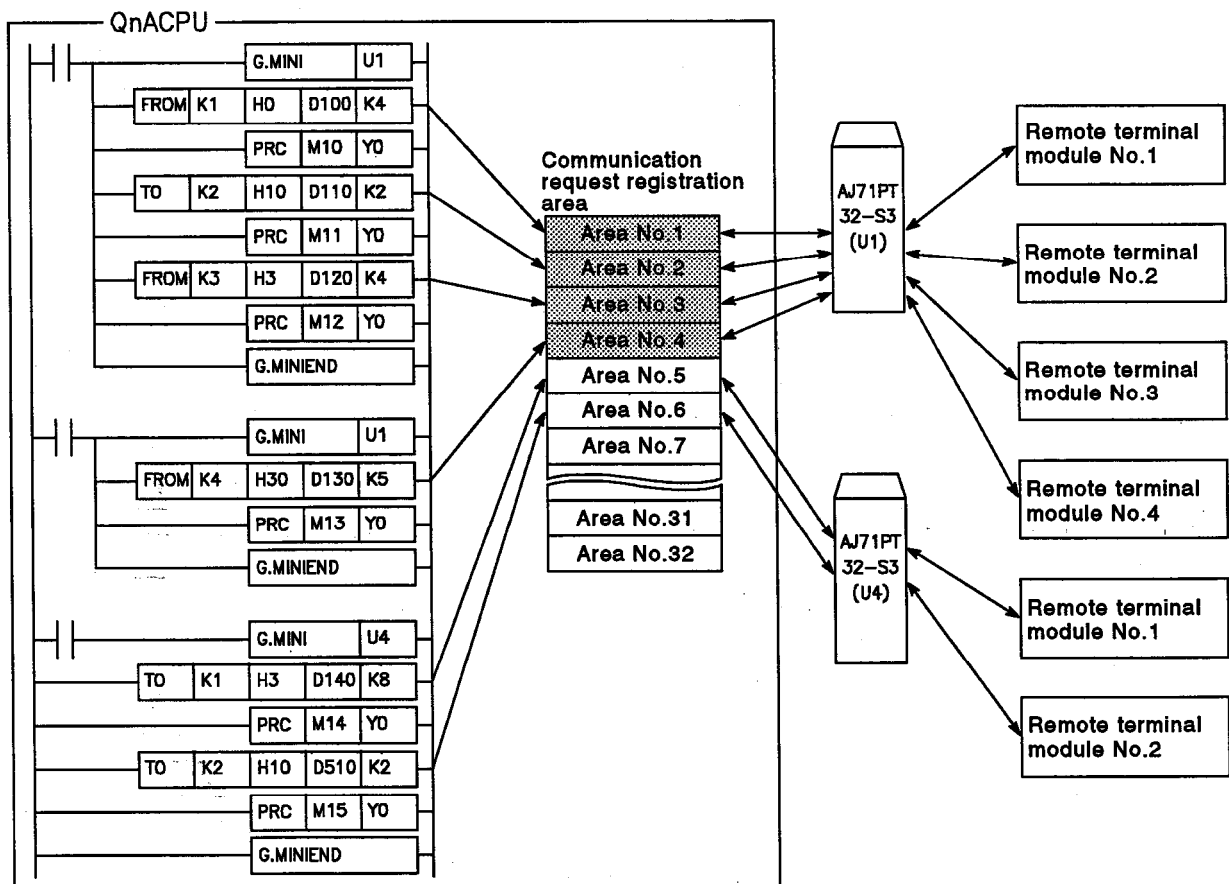 QnACPU
G.MINI U1
FROM K1 H0 D100 K4
PRC M10 Y0
TO K2 H10 D110 K2
PRC M11 Y0
FROM K3 H3 D120 K4
PRC M12 Y0
G.MINIEND
G.MINI U1
FROM K4 H30 D130 K5
PRC M13 Y0
G.MINIEND
G.MINI U4
TO K1 H3 D140 K8
PRC M14 Y0
TO K2 H10 D510 K2
PRC M15 Y0
G.MINIEND
Communication
request registration
area
Area No.1
Area No.2
Area No.3
Area No.4
Area No.5
Area No.6
Area No.7
Area No.31
Area No.32
AJ71PT
32-S3
(U1)
AJ71PT
32-S3
(U4)
Remote terminal
module No.1
Remote terminal
module No.2
Remote terminal
module No.3
Remote terminal
module No.4
Remote terminal
module No.1
Remote terminal
module No.2